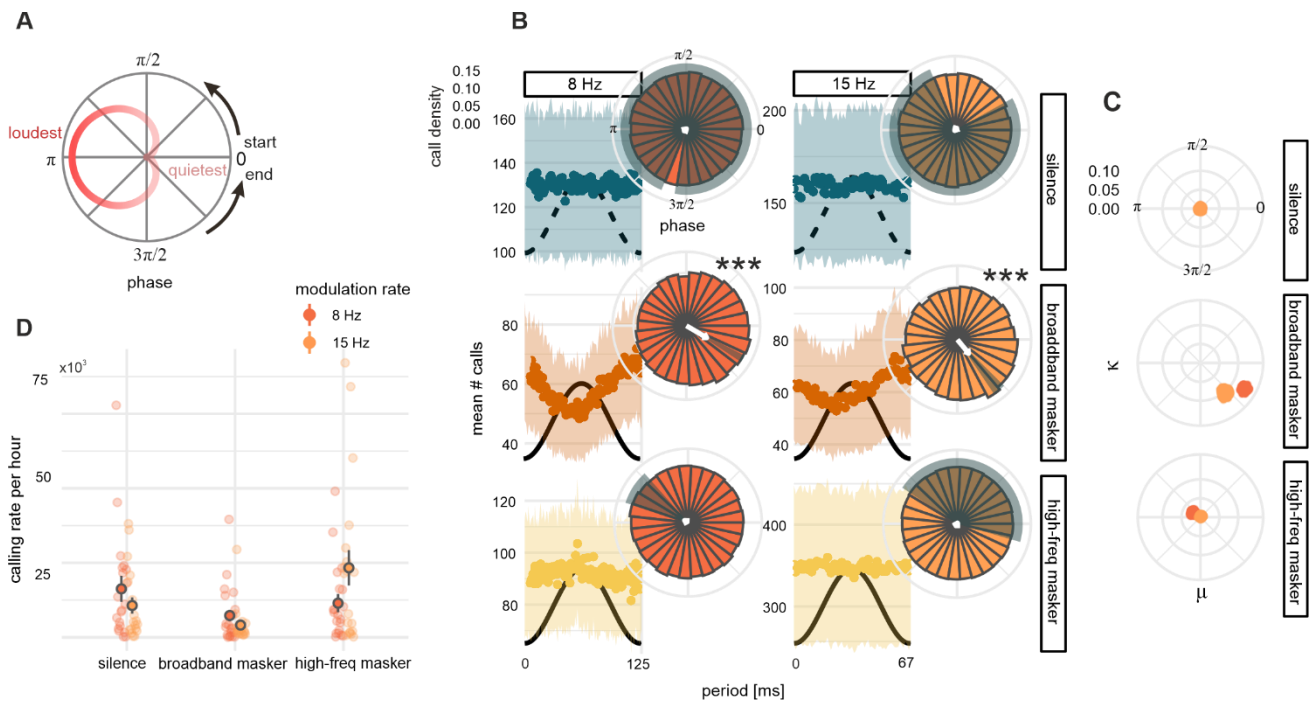 A
π/2
loudest
π
start
0
quietest
end
3π/2
phase
B
0.15
0.10
0.05
0.00
call density
8 Hz
π/2
π
0
3π/2
phase
160
140
130
120
100
15 Hz
200
150
silence
mean # calls
80
60
40
***
100
80
60
40
***
broaddband masker
120
100
80
400
300
high-freq masker
0
125
0
67
period [ms]
C
π/2
0.10
0.05
0.00
π
0
3π/2
silence
κ
broadband masker
high-freq masker
μ
D
modulation rate
8 Hz
15 Hz
x10³
75
50
25
calling rate per hour
silence
broadband masker
high-freq masker